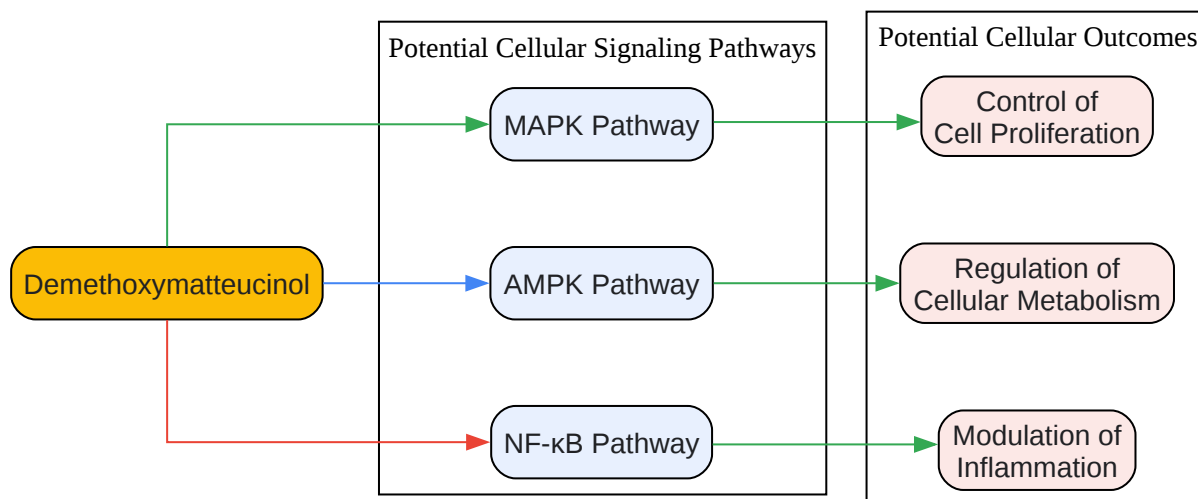 Potential Cellular Signaling Pathways
Potential Cellular Outcomes
MAPK Pathway
Control of
Cell Proliferation
Demethoxymatteucinol
AMPK Pathway
Regulation of
Cellular Metabolism
NF-κB Pathway
Modulation of
Inflammation